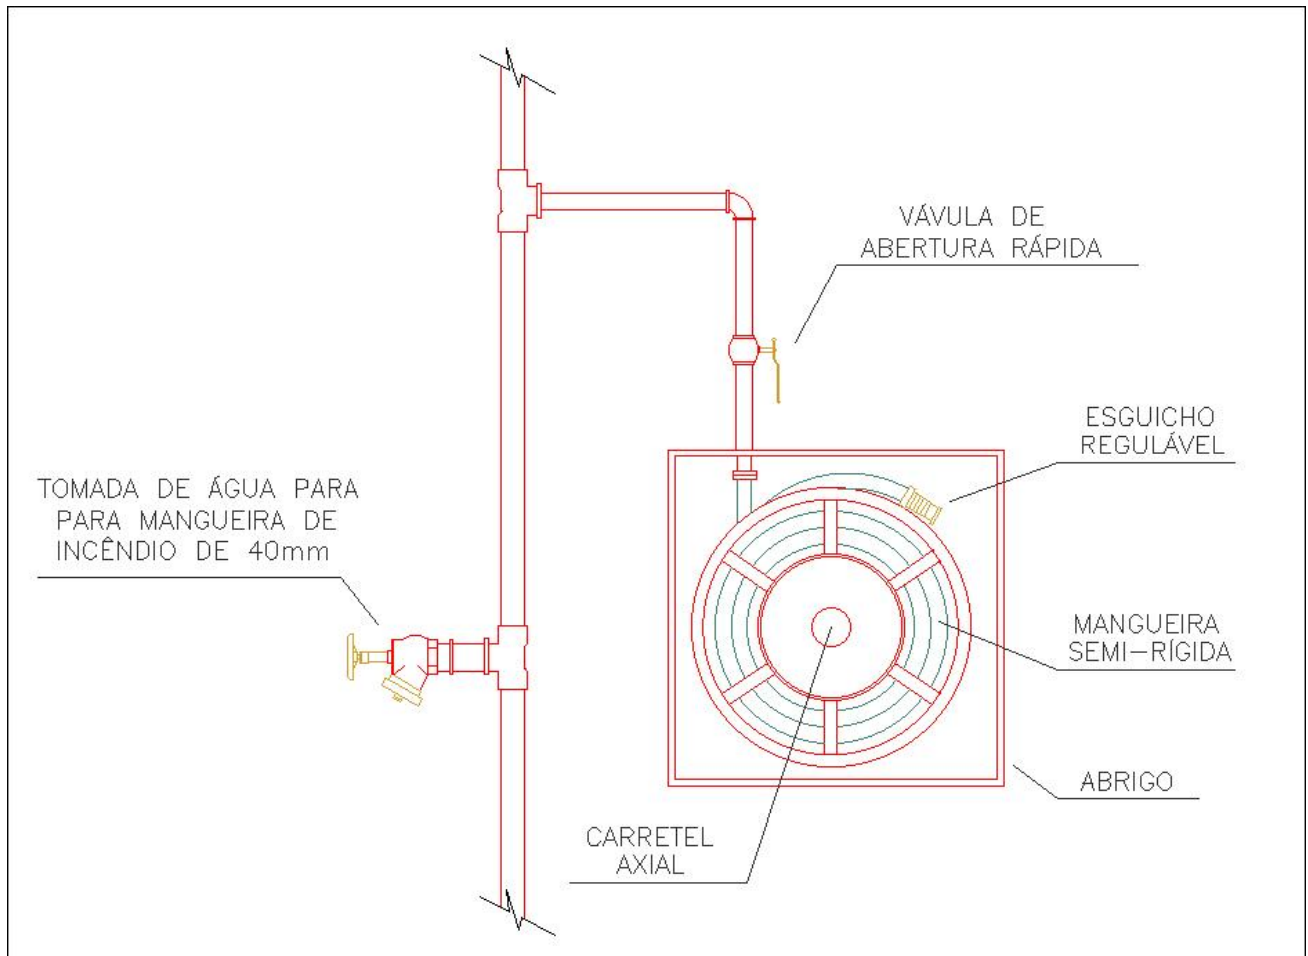 VÁVULA DE
ABERTURA RÁPIDA
ESGUICHO
REGULÁVEL
TOMADA DE ÁGUA PARA
PARA MANGUEIRA DE
INCÊNDIO DE 40mm
MANGUEIRA
SEMI-RÍGIDA
ABRIGO
CARRETEL
AXIAL